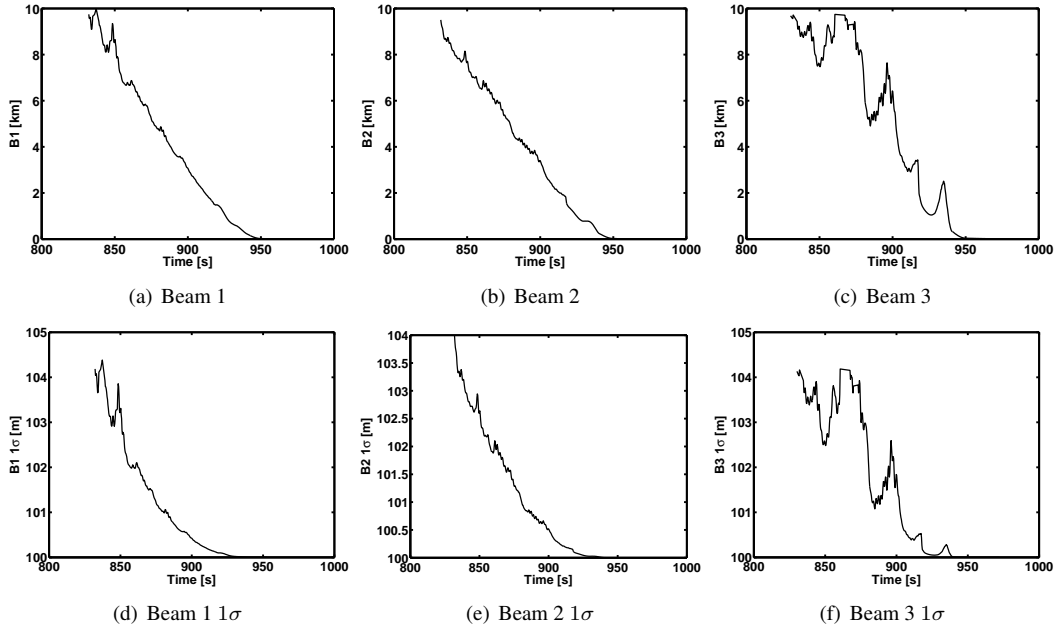 10
8
6
4
2
0
B1 [km]
800 850 900 950 1000
Time [s]
(a) Beam 1
10
8
6
4
2
0
B2 [km]
800 850 900 950 1000
Time [s]
(b) Beam 2
10
8
6
4
2
0
B3 [km]
800 850 900 950 1000
Time [s]
(c) Beam 3
105
104
103
102
101
100
B1 1σ [m]
800 850 900 950 1000
Time [s]
(d) Beam 1 1σ
104
103.5
103
102.5
102
101.5
101
100.5
100
B2 1σ [m]
800 850 900 950 1000
Time [s]
(e) Beam 2 1σ
105
104
103
102
101
100
B3 1σ [m]
800 850 900 950 1000
Time [s]
(f) Beam 3 1σ